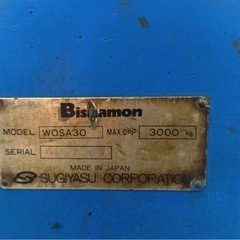 Bishamon
MODEL WOSA30 MAX.CAP 3000 kg
SERIAL
MADE IN JAPAN
SUGIYASU CORPORATION